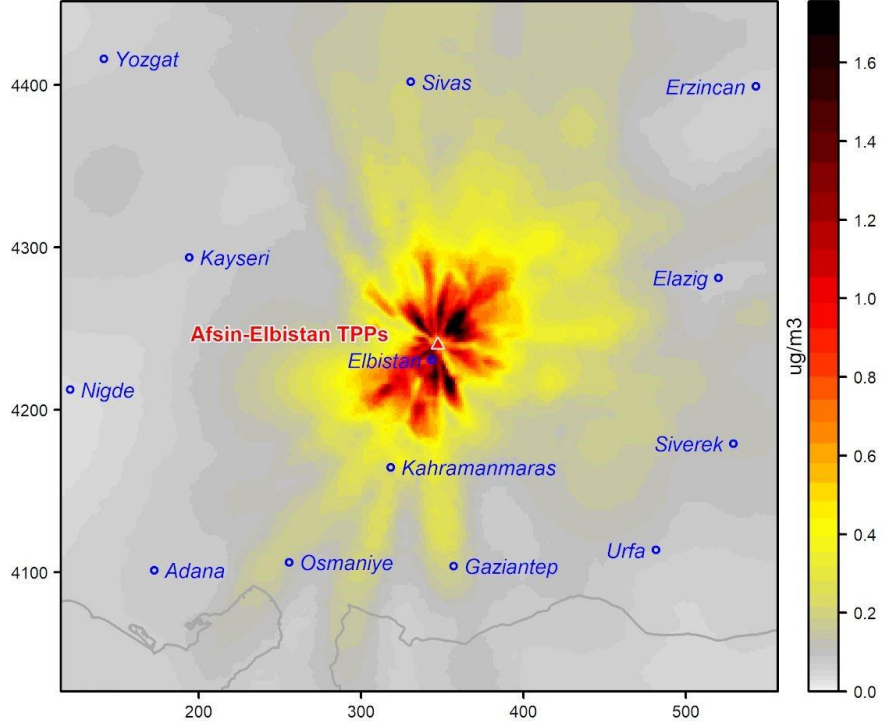 4400
4300
4200
4100
200
300
400
500
Yozgat
Sivas
Erzincan
Kayseri
Elazig
Afsin-Elbistan TPPs
Elbistan
Nigde
Siverek
Kahramanmaras
Urfa
Adana
Osmaniye
Gaziantep
ug/m3
1.6
1.4
1.2
1.0
0.8
0.6
0.4
0.2
0.0